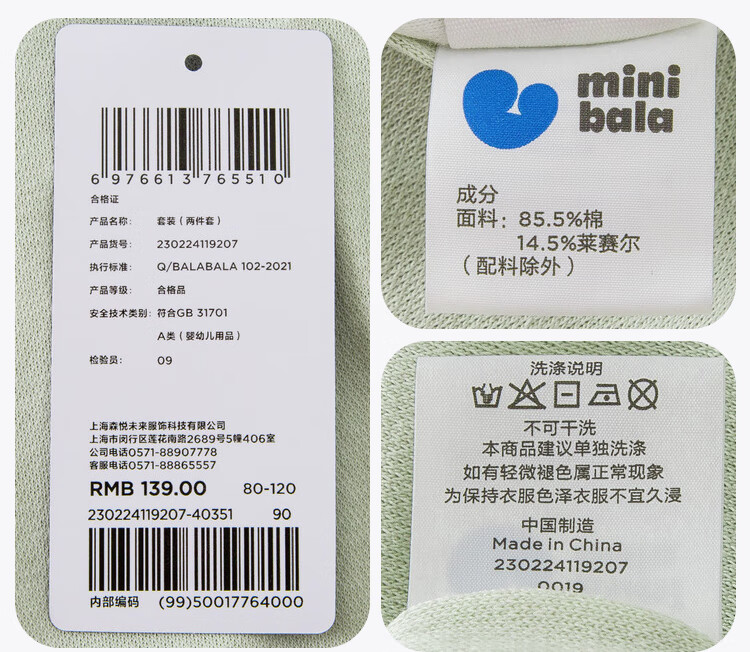 6 976613 765510
合格证
产品名称： 套装（两件套）
产品货号： 230224119207
执行标准： Q/BALABALA 102-2021
产品等级： 合格品
安全技术类别：符合GB 31701
A类（婴幼儿用品）
检验员： 09
上海森悦未来服饰科技有限公司
上海市闵行区莲花南路2689号5幢406室
公司电话0571-88907778
客服电话0571-88865557
RMB 139.00 80-120
230224119207-40351 90
内部编码 (99)50017764000
mini
bala
成分
面料：85.5%棉
14.5%莱赛尔
（配料除外）
洗涤说明
不可干洗
本商品建议单独洗涤
如有轻微褪色属正常现象
为保持衣服色泽衣服不宜久浸
中国制造
Made in China
230224119207
0019